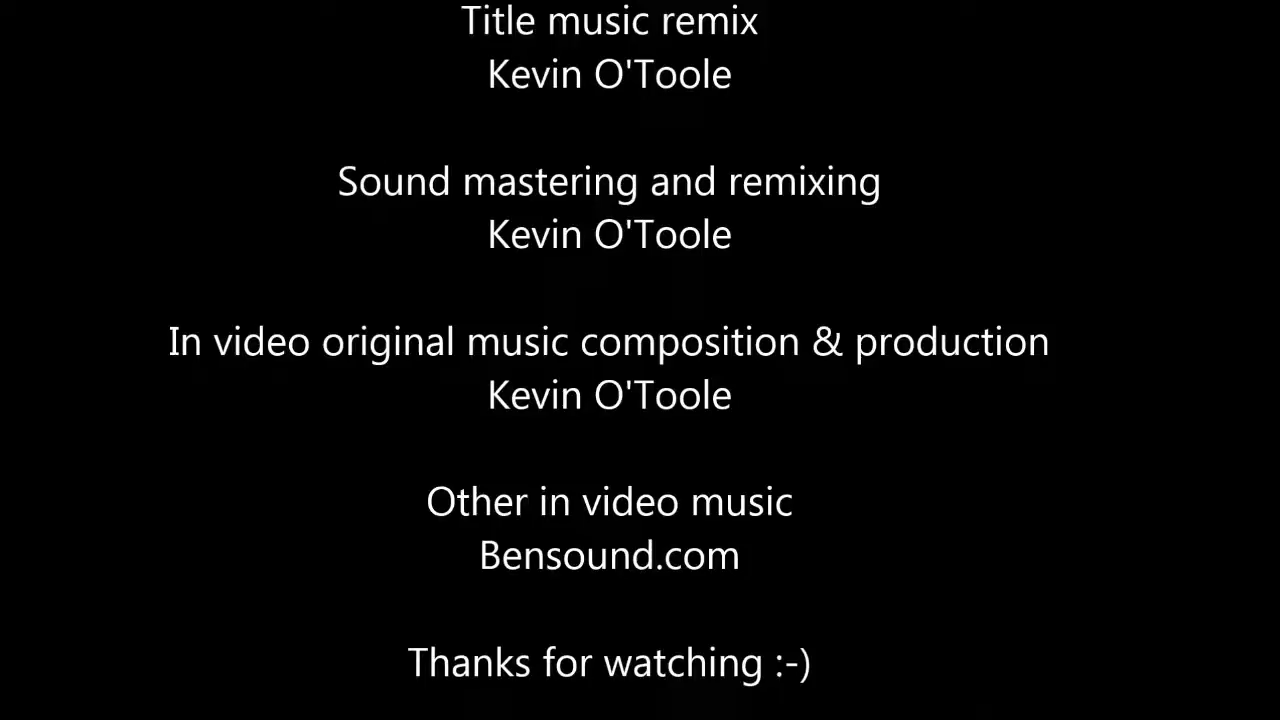 Title music remix
Kevin O'Toole
Sound mastering and remixing
Kevin O'Toole
In video original music composition & production
Kevin O'Toole
Other in video music
Bensound.com
Thanks for watching :-)